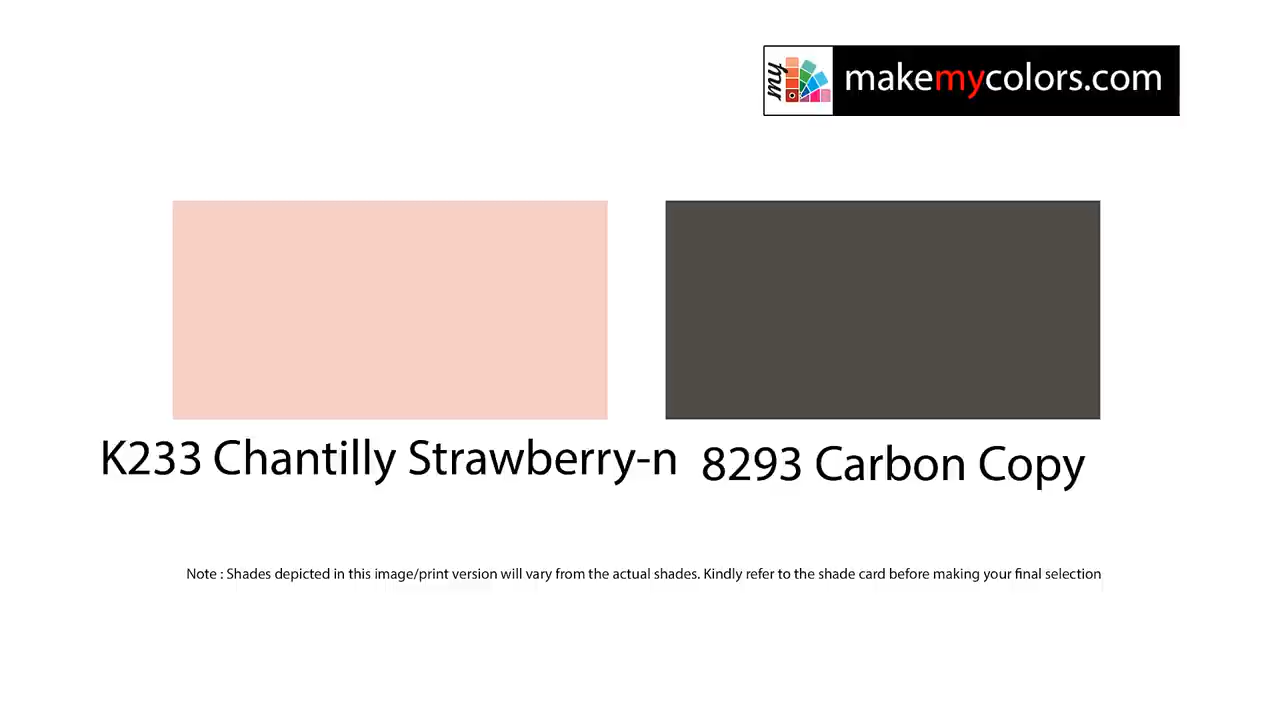 my
makemycolors.com
K233 Chantilly Strawberry-n
8293 Carbon Copy
Note : Shades depicted in this image/print version will vary from the actual shades. Kindly refer to the shade card before making your final selection